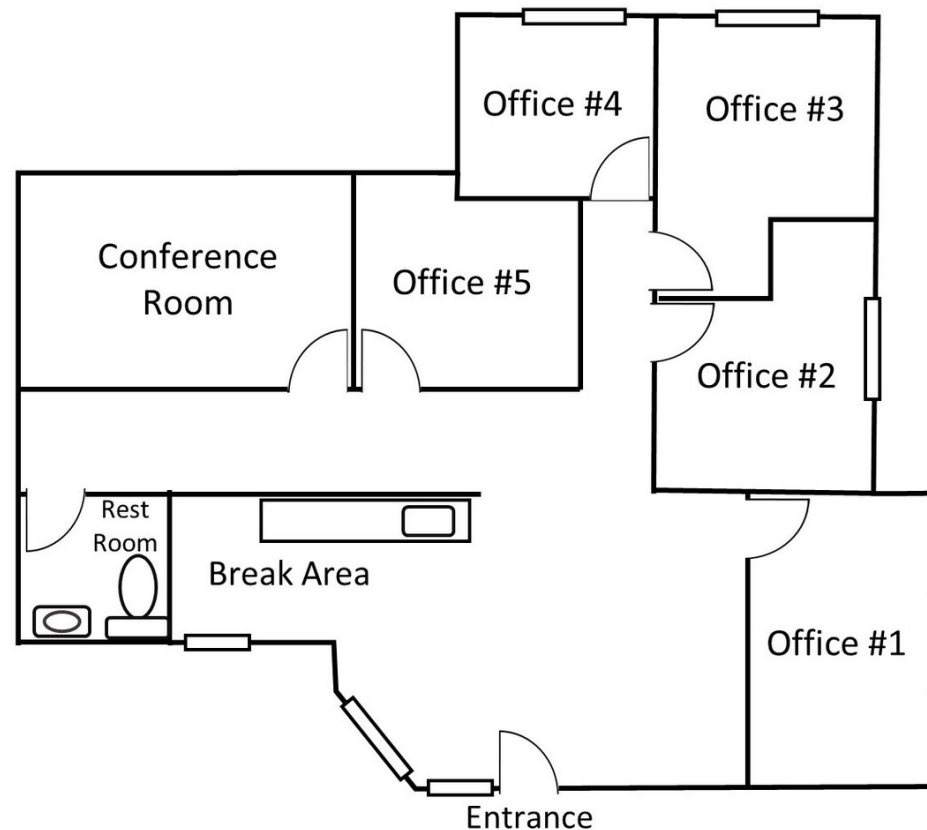 Office #4
Office #3
Conference
Room
Office #5
Office #2
Rest
Room
Break Area
Office #1
Entrance